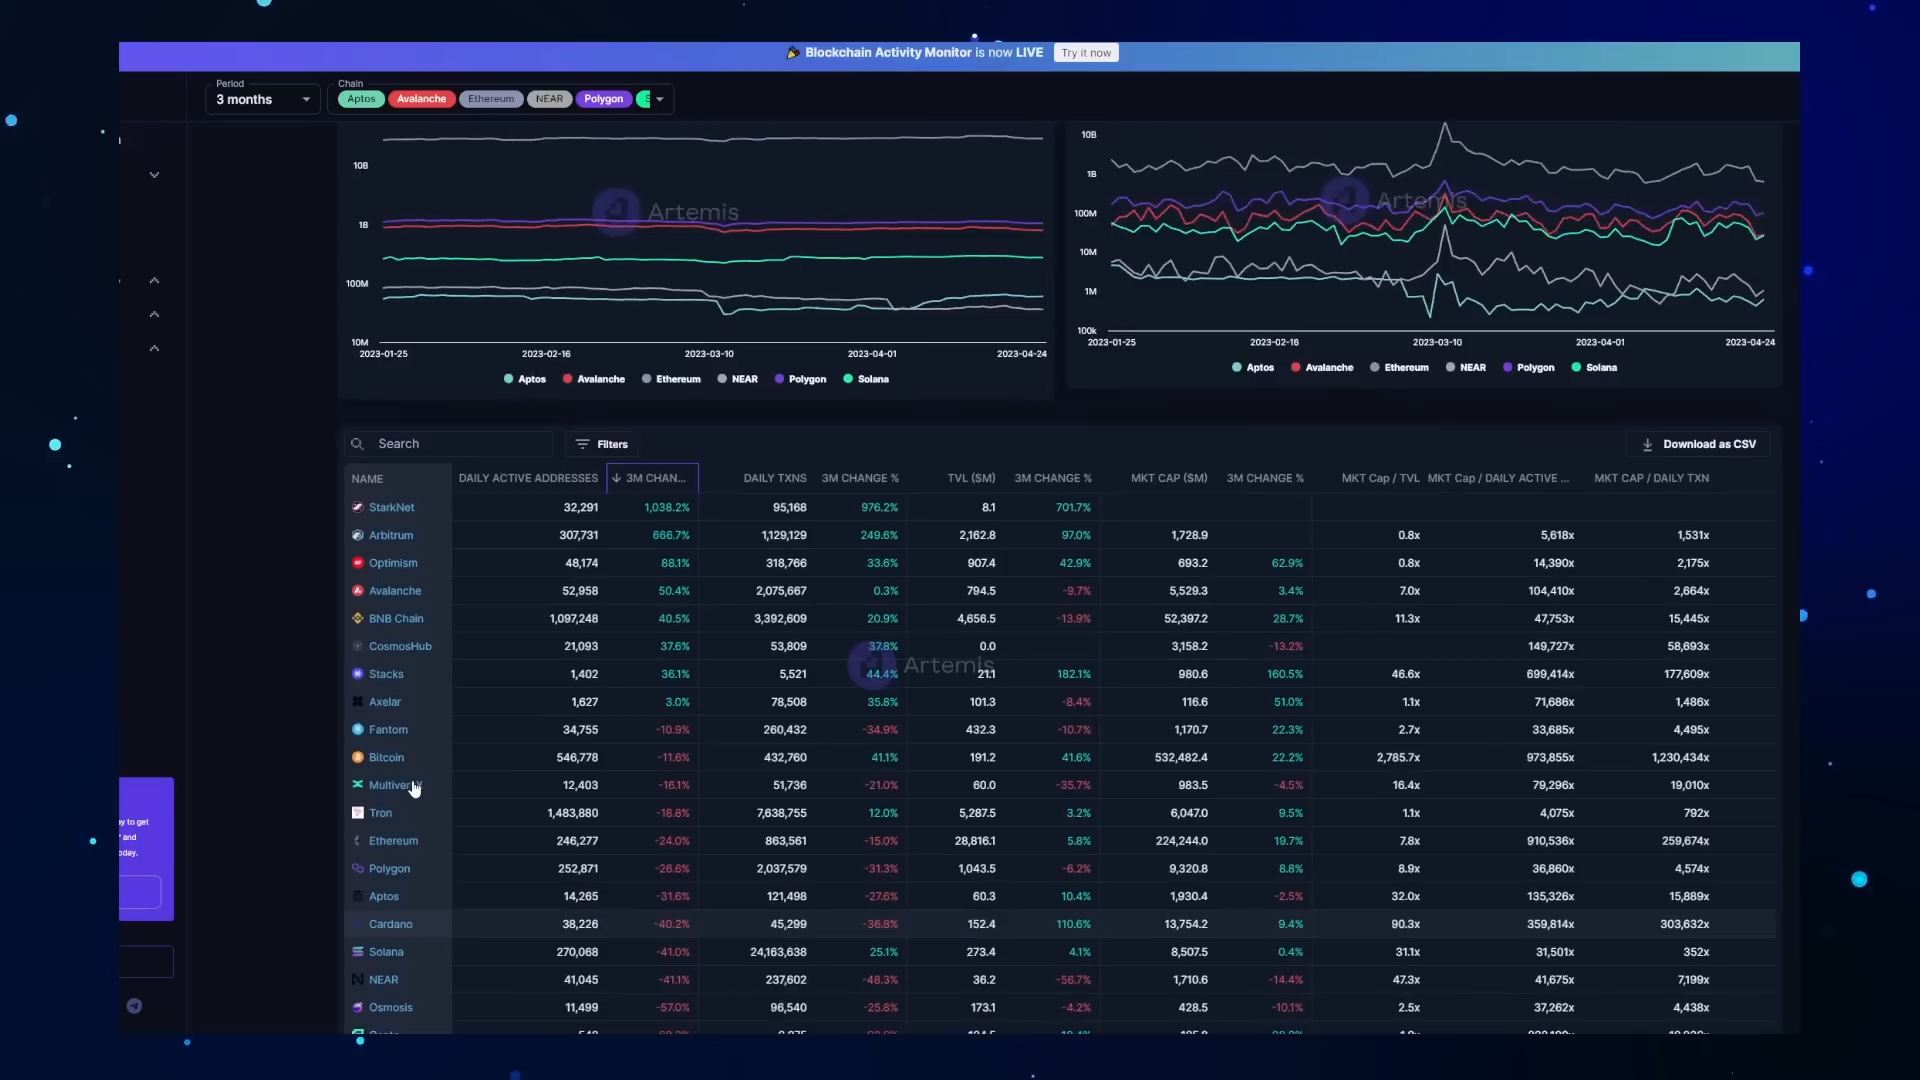 Blockchain Activity Monitor is now LIVE Try it now
Period
3 months
Chain
Aptos Avalanche Ethereum NEAR Polygon S
10B
1B
100M
10M
2023-01-25 2023-02-16 2023-03-10 2023-04-01 2023-04-24
Aptos Avalanche Ethereum NEAR Polygon Solana
Artemis
10B
1B
100M
10M
1M
100k
2023-01-25 2023-02-16 2023-03-10 2023-04-01 2023-04-24
Aptos Avalanche Ethereum NEAR Polygon Solana
Artemis
Search Filters Download as CSV
NAME DAILY ACTIVE ADDRESSES 3M CHAN... DAILY TXNS 3M CHANGE % TVL ($M) 3M CHANGE % MKT CAP ($M) 3M CHANGE % MKT Cap / TVL MKT Cap / DAILY ACTIVE ... MKT CAP / DAILY TXN
StarkNet 32,291 1,038.2% 95,168 976.2% 8.1 701.7%
Arbitrum 307,731 666.7% 1,129,129 249.6% 2,162.8 97.0% 1,728.9 0.8x 5,618x 1,531x
Optimism 48,174 88.1% 318,766 33.6% 907.4 42.9% 693.2 62.9% 0.8x 14,390x 2,175x
Avalanche 52,958 50.4% 2,075,667 0.3% 794.5 -9.7% 5,529.3 3.4% 7.0x 104,410x 2,664x
BNB Chain 1,097,248 40.5% 3,392,609 20.9% 4,656.5 -13.9% 52,397.2 28.7% 11.3x 47,753x 15,445x
CosmosHub 21,093 37.6% 53,809 37.8% 0.0 3,158.2 -13.2% 149,727x 58,693x
Artemis
Stacks 1,402 36.1% 5,521 44.4% 21.1 182.1% 980.6 160.5% 46.6x 699,414x 177,609x
Axelar 1,627 3.0% 78,508 35.8% 101.3 -8.4% 116.6 51.0% 1.1x 71,686x 1,486x
Fantom 34,755 -10.9% 260,432 -34.9% 432.3 -10.7% 1,170.7 22.3% 2.7x 33,685x 4,495x
Bitcoin 546,778 -11.6% 432,760 41.1% 191.2 41.6% 532,482.4 22.2% 2,785.7x 973,855x 1,230,434x
Multiver 12,403 -16.1% 51,736 -21.0% 60.0 -35.7% 983.5 -4.5% 16.4x 79,296x 19,010x
Tron 1,483,880 -18.8% 7,638,755 12.0% 5,287.5 3.2% 6,047.0 9.5% 1.1x 4,075x 792x
ay to get
Ethereum 246,277 -24.0% 863,561 -15.0% 28,816.1 5.8% 224,244.0 19.7% 7.8x 910,536x 259,674x
and
oday.
Polygon 252,871 -26.6% 2,037,579 -31.3% 1,043.5 -6.2% 9,320.8 8.8% 8.9x 36,860x 4,574x
Aptos 14,265 -31.6% 121,498 -27.6% 60.3 10.4% 1,930.4 -2.5% 32.0x 135,326x 15,889x
Cardano 38,226 -40.2% 45,299 -36.8% 152.4 110.6% 13,754.2 9.4% 90.3x 359,814x 303,632x
Solana 270,068 -41.0% 24,163,638 25.1% 273.4 4.1% 8,507.5 0.4% 31.1x 31,501x 352x
NEAR 41,045 -41.1% 237,602 -48.3% 36.2 -56.7% 1,710.6 -14.4% 47.3x 41,675x 7,199x
Osmosis 11,499 -57.0% 96,540 -25.8% 173.1 -4.2% 428.5 -10.1% 2.5x 37,262x 4,438x